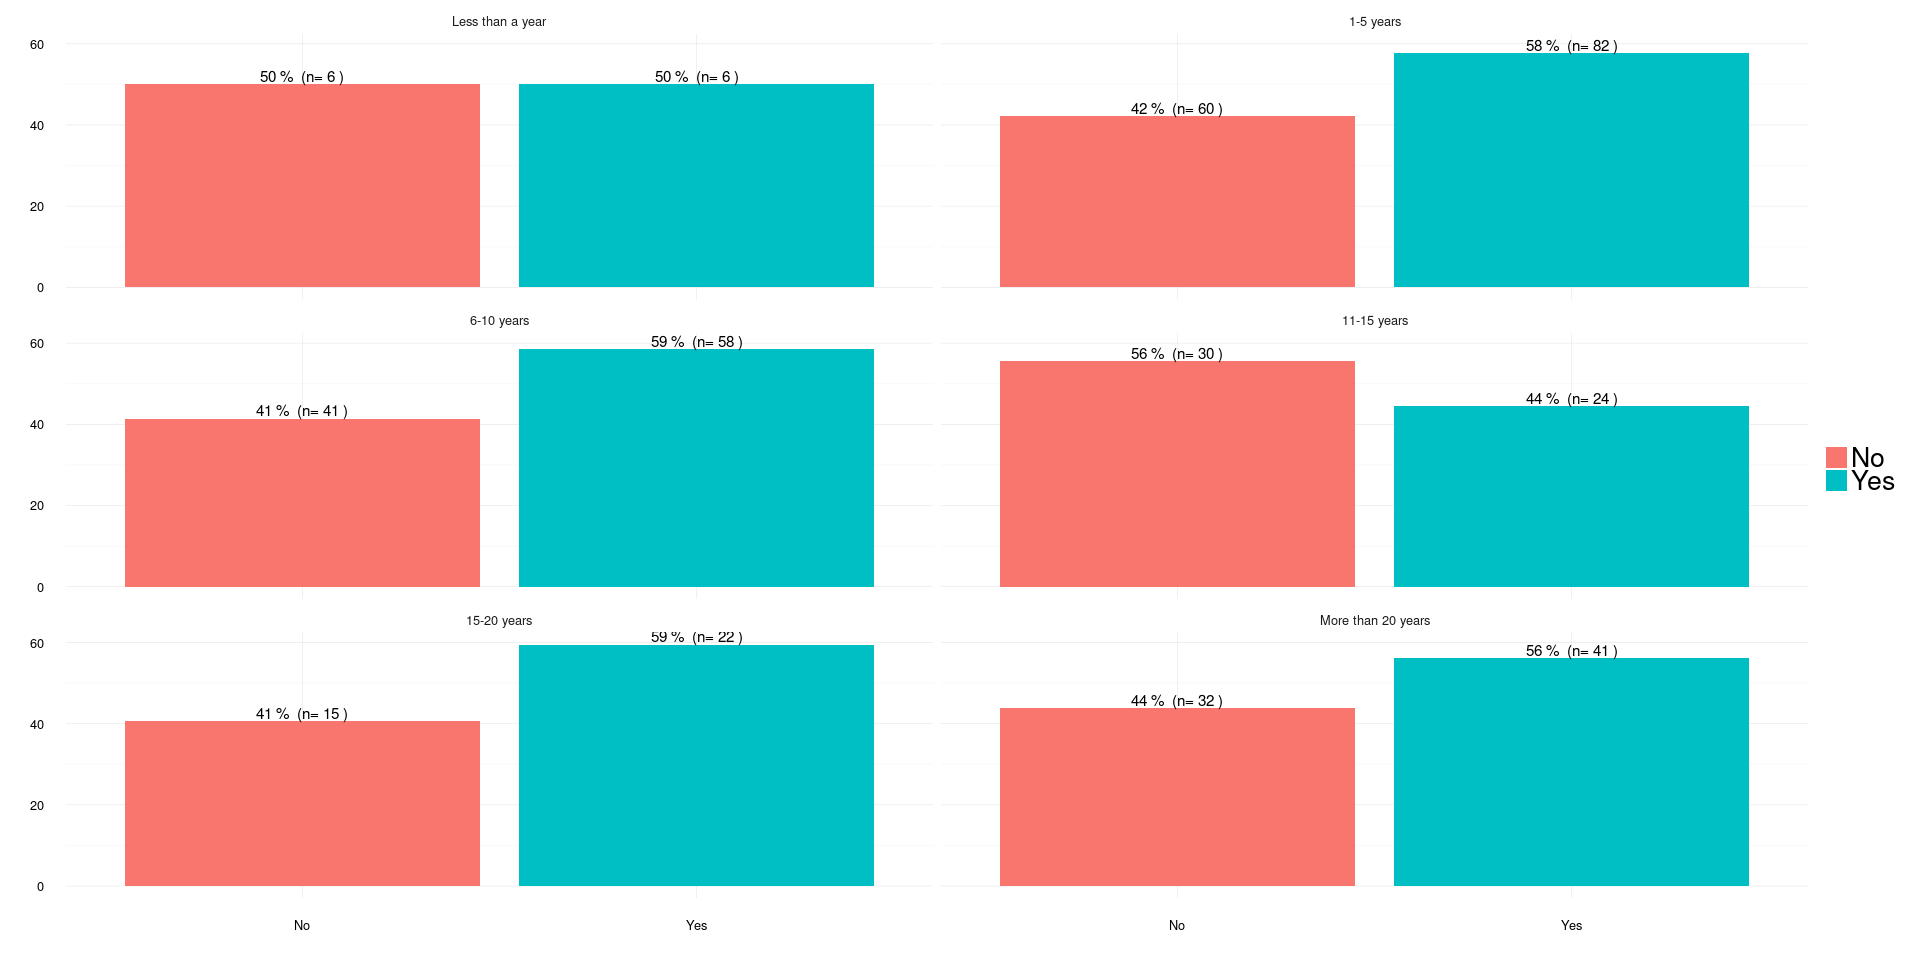 Less than a year
1-5 years
60
40
20
0
50 % (n= 6 )
50 % (n= 6 )
42 % (n= 60 )
58 % (n= 82 )
6-10 years
11-15 years
60
40
20
0
41 % (n= 41 )
59 % (n= 58 )
56 % (n= 30 )
44 % (n= 24 )
No
Yes
15-20 years
More than 20 years
60
40
20
0
41 % (n= 15 )
59 % (n= 22 )
44 % (n= 32 )
56 % (n= 41 )
No
Yes
No
Yes